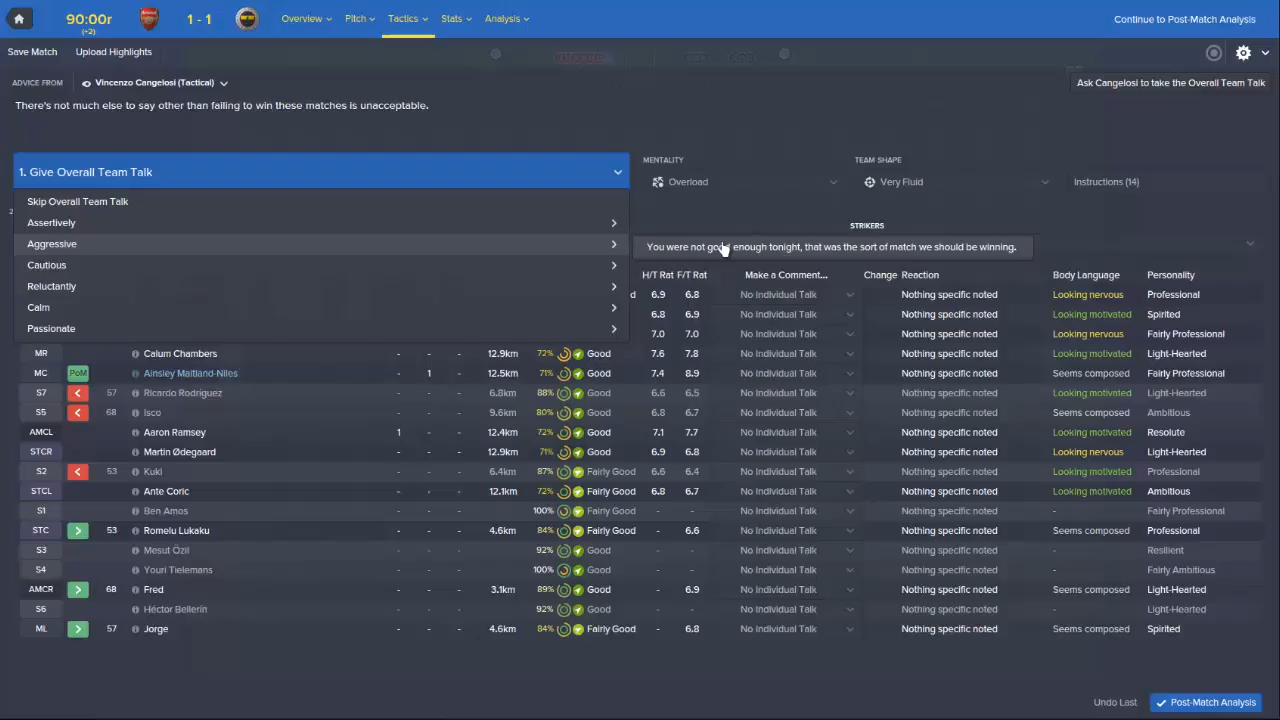 90:00r
(+2)
1 - 1
Overview Pitch Tactics Stats Analysis
Continue to Post-Match Analysis
Save Match Upload Highlights
ADVICE FROM Vincenzo Cangelosi (Tactical)
Ask Cangelosi to take the Overall Team Talk
There's not much else to say other than failing to win these matches is unacceptable.
1. Give Overall Team Talk
MENTALITY TEAM SHAPE
Overload Very Fluid Instructions (14)
Skip Overall Team Talk
Assertively
STRIKERS
Aggressive
You were not good enough tonight, that was the sort of match we should be winning.
Cautious
Reluctantly
Calm
Passionate
H/T Rat F/T Rat Make a Comment... Change Reaction Body Language Personality
6.9 6.8 No Individual Talk Nothing specific noted Looking nervous Professional
6.8 6.9 No Individual Talk Nothing specific noted Looking motivated Spirited
7.0 7.0 No Individual Talk Nothing specific noted Looking nervous Fairly Professional
MR Calum Chambers - - - 12.9km 72% Good 7.6 7.8 No Individual Talk Nothing specific noted Looking motivated Light-Hearted
MC PoM Ainsley Maitland-Niles - 1 - 12.5km 71% Good 7.4 8.9 No Individual Talk Nothing specific noted Seems composed Fairly Professional
S7 57 Ricardo Rodríguez - - - 6.8km 88% Good 6.6 6.5 No Individual Talk Nothing specific noted Looking motivated Light-Hearted
S5 68 Isco - - - 9.6km 80% Good 6.8 6.7 No Individual Talk Nothing specific noted Seems composed Ambitious
AMCL Aaron Ramsey 1 - - 12.4km 72% Good 7.1 7.7 No Individual Talk Nothing specific noted Looking motivated Resolute
STCR Martin Ødegaard - - - 12.9km 71% Good 6.9 6.8 No Individual Talk Nothing specific noted Looking nervous Light-Hearted
S2 53 Kuki - - - 6.4km 87% Fairly Good 6.6 6.4 No Individual Talk Nothing specific noted Looking motivated Professional
STCL Ante Coric - - - 12.1km 72% Fairly Good 6.8 6.7 No Individual Talk Nothing specific noted Looking motivated Ambitious
S1 Ben Amos - - - 100% Good - - No Individual Talk Nothing specific noted - Fairly Professional
STC 53 Romelu Lukaku - - - 4.6km 84% Fairly Good - 6.6 No Individual Talk Nothing specific noted Seems composed Professional
S3 Mesut Özil - - - 92% Good - - No Individual Talk Nothing specific noted - Resilient
S4 Youri Tielemans - - - 100% Good - - No Individual Talk Nothing specific noted - Fairly Ambitious
AMCR 68 Fred - - - 3.1km 89% Good - 6.9 No Individual Talk Nothing specific noted Seems composed Light-Hearted
S6 Héctor Bellerín - - - 92% Good - - No Individual Talk Nothing specific noted - Light-Hearted
ML 57 Jorge - - - 4.6km 84% Fairly Good - 6.8 No Individual Talk Nothing specific noted Seems composed Spirited
Undo Last Post-Match Analysis